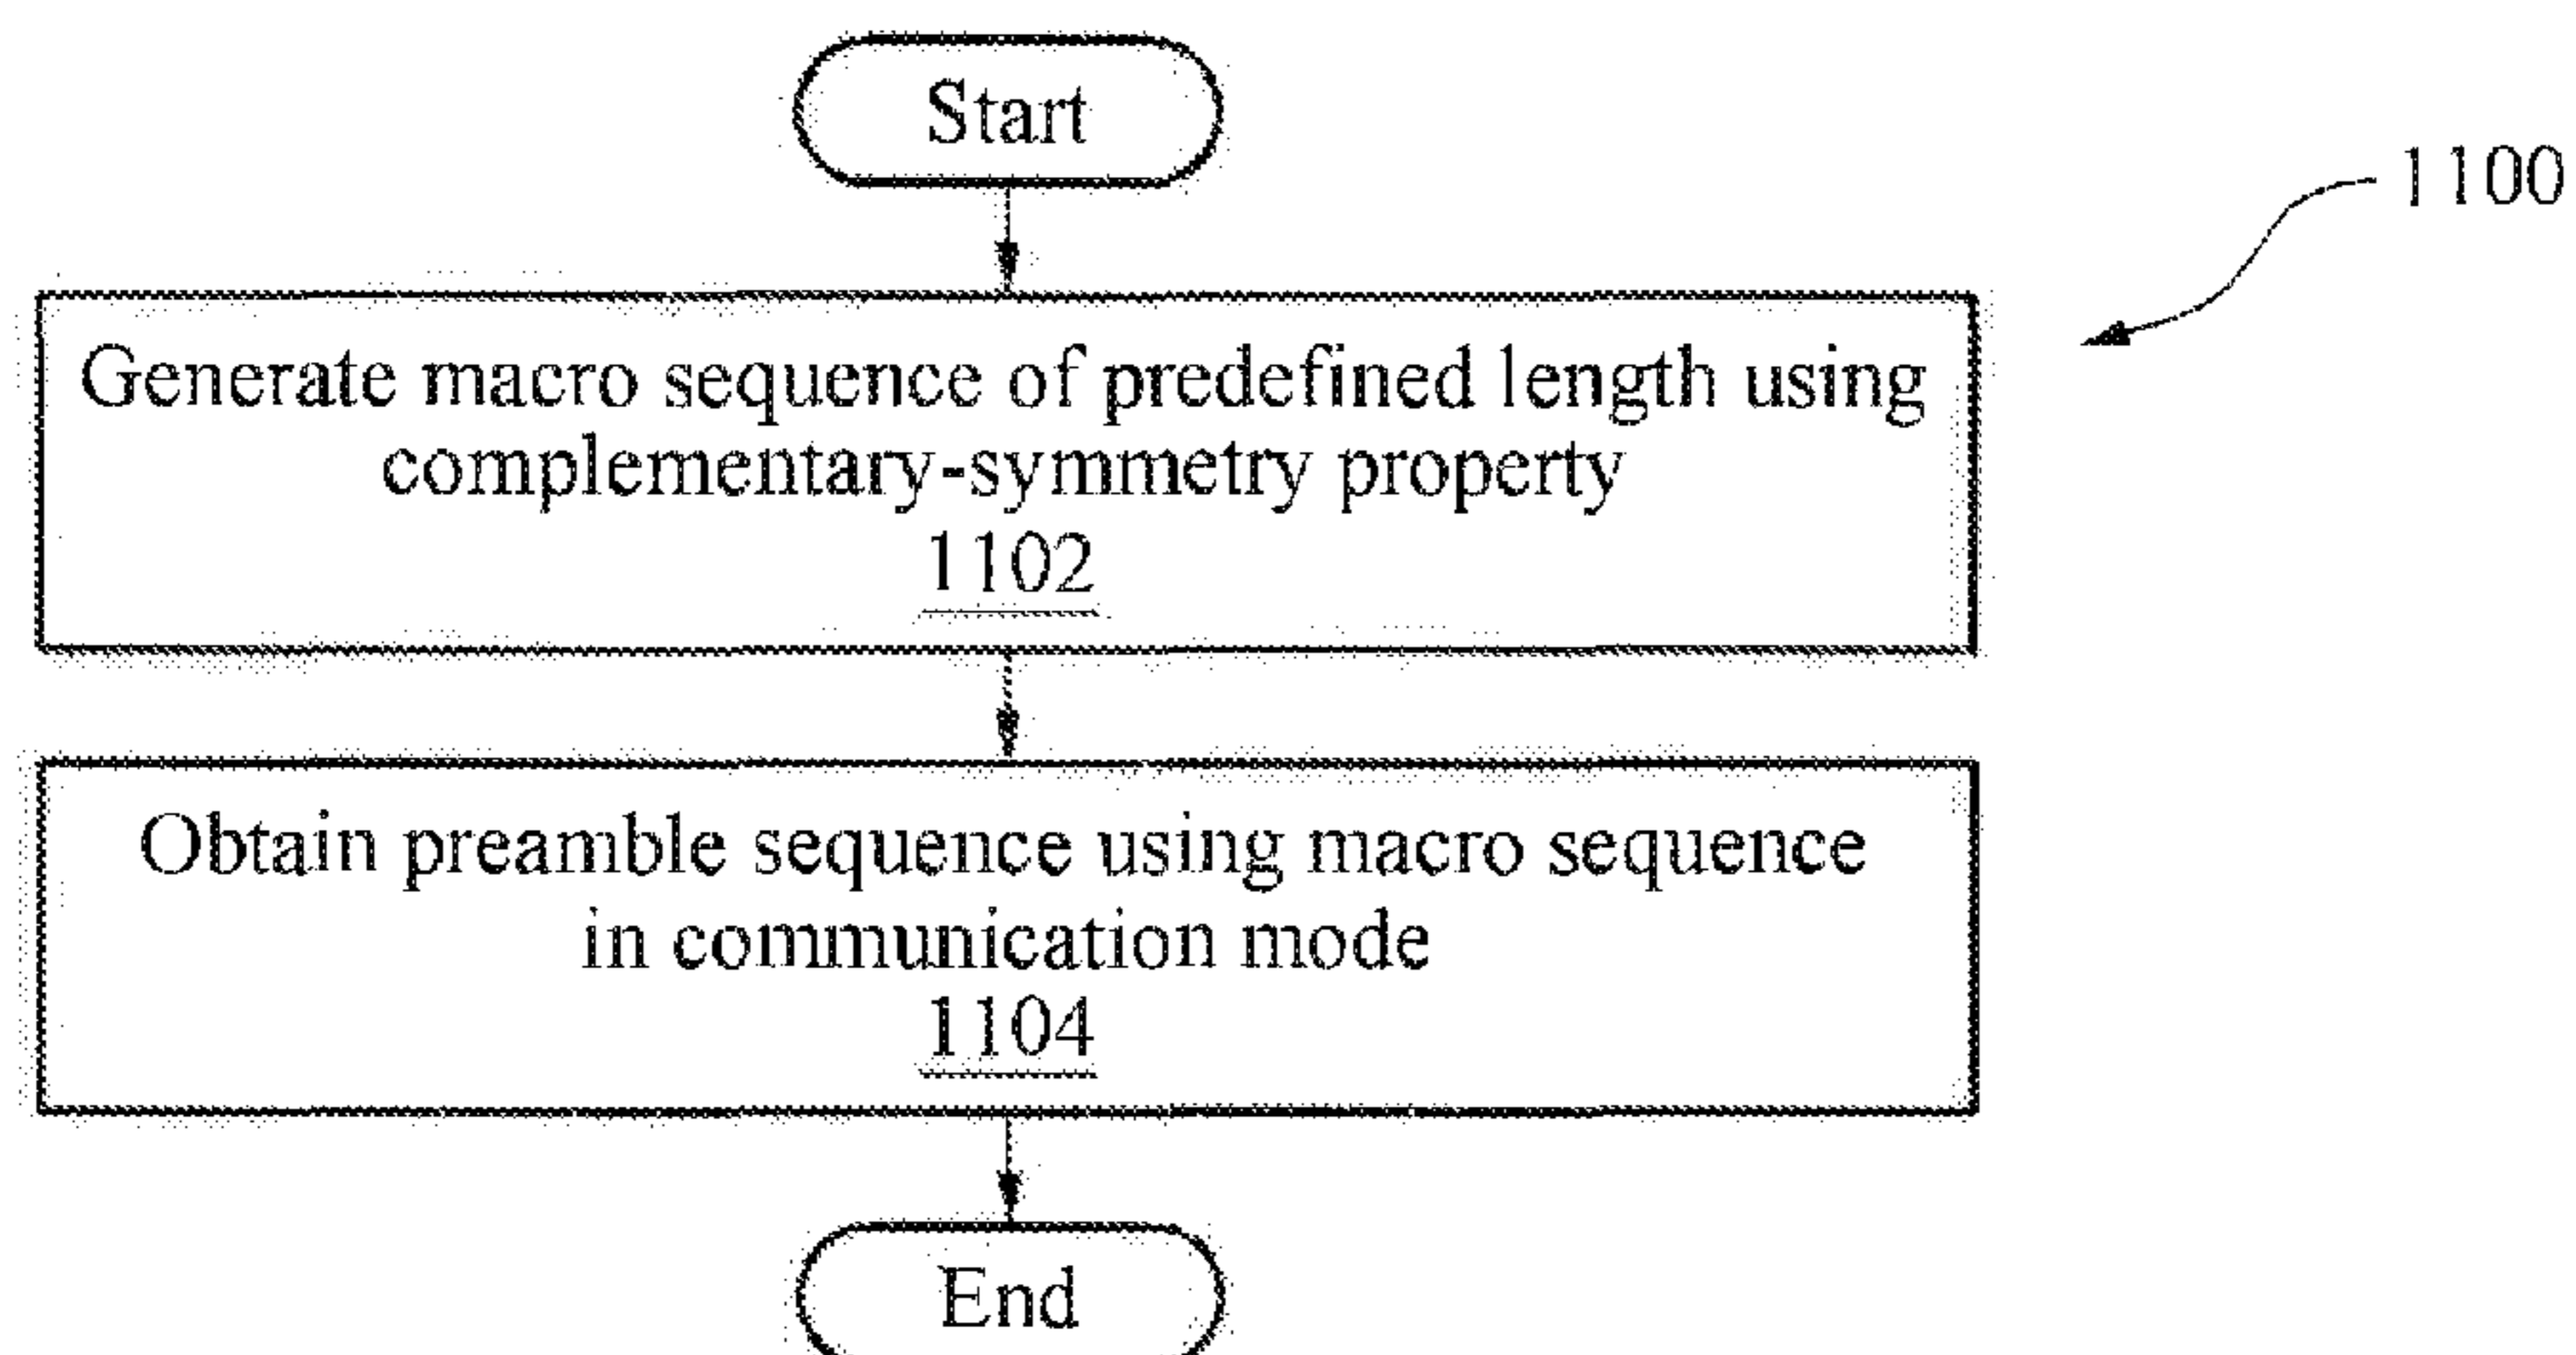 Start
1100
Generate macro sequence of predefined length using
complementary-symmetry property
1102
Obtain preamble sequence using macro sequence
in communication mode
1104
End